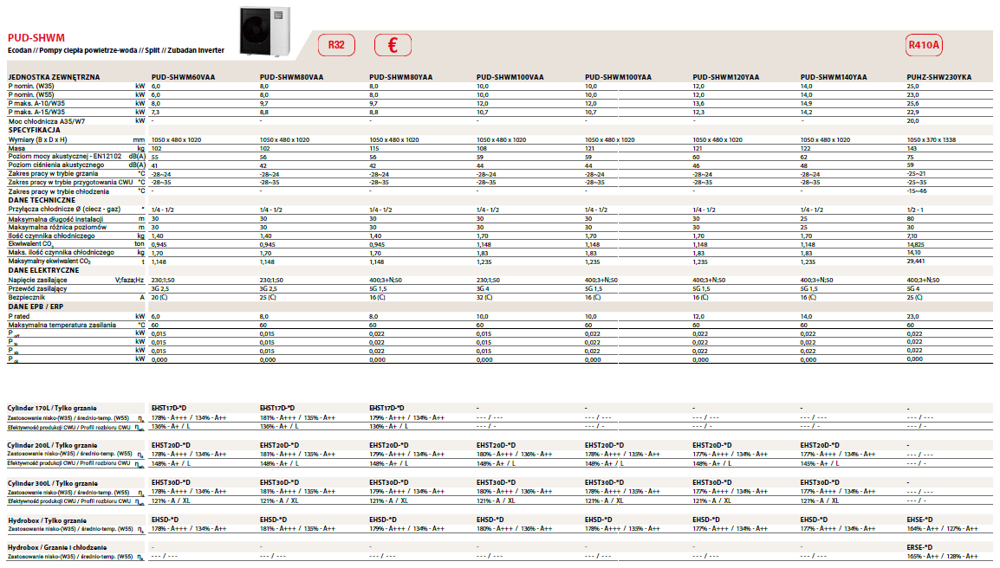 PUD-SHWM
Ecodan // Pompy ciepła powietrze-woda // Split // Zubadan Inverter
R32 € R410A
JEDNOSTKA ZEWNĘTRZNA PUD-SHWM60VAA PUD-SHWM80VAA PUD-SHWM80YAA PUD-SHWM100VAA PUD-SHWM100YAA PUD-SHWM120YAA PUD-SHWM140YAA PUHZ-SHW230YKA
P nomin. (W35) kW 6,0 8,0 8,0 10,0 10,0 12,0 14,0 25,0
P nomin. (W55) kW 6,0 8,0 8,0 10,0 10,0 12,0 14,0 23,0
P maks. A-10/W35 kW 8,0 9,7 9,7 12,0 12,0 13,6 14,9 25,6
P maks. A-15/W35 kW 7,3 8,8 8,8 10,7 10,7 12,3 14,2 22,9
Moc chłodnicza A35/W7 kW - - - - - - - 20,0
SPECYFIKACJA
Wymiary (B x D x H) mm 1050 x 480 x 1020 1050 x 480 x 1020 1050 x 480 x 1020 1050 x 480 x 1020 1050 x 480 x 1020 1050 x 480 x 1020 1050 x 480 x 1020 1050 x 370 x 1338
Masa kg 102 102 115 108 121 121 122 143
Poziom mocy akustycznej - EN12102 dB(A) 55 56 56 59 59 60 62 75
Poziom ciśnienia akustycznego dB(A) 41 42 42 44 44 46 48 59
Zakres pracy w trybie grzania °C -28~24 -28~24 -28~24 -28~24 -28~24 -28~24 -28~24 -25~21
Zakres pracy w trybie przygotowania CWU °C -28~35 -28~35 -28~35 -28~35 -28~35 -28~35 -28~35 -25~35
Zakres pracy w trybie chłodzenia °C - - - - - - - -15~46
DANE TECHNICZNE
Przyłącza chłodnicze Ø (ciecz - gaz) " 1/4 - 1/2 1/4 - 1/2 1/4 - 1/2 1/4 - 1/2 1/4 - 1/2 1/4 - 1/2 1/4 - 1/2 1/2 - 1
Maksymalna długość instalacji m 30 30 30 30 30 30 25 80
Maksymalna różnica poziomów m 30 30 30 30 30 30 25 30
Ilość czynnika chłodniczego kg 1,40 1,40 1,40 1,70 1,70 1,70 1,70 7,10
Ekwiwalent CO2 ton 0,945 0,945 0,945 1,148 1,148 1,148 1,148 14,825
Maks. ilość czynnika chłodniczego kg 1,70 1,70 1,70 1,83 1,83 1,83 1,83 14,10
Maksymalny ekwiwalent CO2 t 1,148 1,148 1,148 1,235 1,235 1,235 1,235 29,441
DANE ELEKTRYCZNE
Napięcie zasilające V;faza;Hz 230;1;50 230;1;50 400;3+N;50 230;1;50 400;3+N;50 400;3+N;50 400;3+N;50 400;3+N;50
Przewód zasilający 3G 2,5 3G 2,5 5G 1,5 3G 4 5G 1,5 5G 1,5 5G 1,5 5G 4
Bezpiecznik A 20 (C) 25 (C) 16 (C) 32 (C) 16 (C) 16 (C) 16 (C) 25 (C)
DANE EPB / ERP
P rated kW 6,0 8,0 8,0 10,0 10,0 12,0 14,0 23,0
Maksymalna temperatura zasilania °C 60 60 60 60 60 60 60 60
P off kW 0,015 0,015 0,022 0,015 0,022 0,022 0,022 0,022
P to kW 0,015 0,015 0,022 0,015 0,022 0,022 0,022 0,022
P sb kW 0,015 0,015 0,022 0,015 0,022 0,022 0,022 0,022
P ck kW 0,000 0,000 0,000 0,000 0,000 0,000 0,000 0,000
Cylinder 170L / Tylko grzanie EHST17D-*D EHST17D-*D EHST17D-*D - - - - -
Zastosowanie nisko-(W35) / średnio-temp. (W55) ηs 178% - A+++ / 134% - A++ 181% - A+++ / 135% - A++ 179% - A+++ / 134% - A++ - - - / - - - - - - / - - - - - - / - - - - - - / - - - - - - / - - -
Efektywność produkcji CWU / Profil rozbioru CWU ηwh 136% - A+ / L 136% - A+ / L 136% - A+ / L - - - / - - - - / - - - - / - - - - / - - - - / -
Cylinder 200L / Tylko grzanie EHST20D-*D EHST20D-*D EHST20D-*D EHST20D-*D EHST20D-*D EHST20D-*D EHST20D-*D -
Zastosowanie nisko-(W35) / średnio-temp. (W55) ηs 178% - A+++ / 134% - A++ 181% - A+++ / 135% - A++ 179% - A+++ / 134% - A++ 180% - A+++ / 136% - A++ 178% - A+++ / 135% - A++ 177% - A+++ / 134% - A++ 177% - A+++ / 134% - A++ - - - / - - -
Efektywność produkcji CWU / Profil rozbioru CWU ηwh 148% - A+ / L 148% - A+ / L 148% - A+ / L 148% - A+ / L 148% - A+ / L 148% - A+ / L 145% - A+ / L - - - / -
Cylinder 300L / Tylko grzanie EHST30D-*D EHST30D-*D EHST30D-*D EHST30D-*D EHST30D-*D EHST30D-*D EHST30D-*D -
Zastosowanie nisko-(W35) / średnio-temp. (W55) ηs 178% - A+++ / 134% - A++ 181% - A+++ / 135% - A++ 179% - A+++ / 134% - A++ 180% - A+++ / 136% - A++ 178% - A+++ / 135% - A++ 177% - A+++ / 134% - A++ 177% - A+++ / 134% - A++ - - - / - - -
Efektywność produkcji CWU / Profil rozbioru CWU ηwh 121% - A / XL 121% - A / XL 121% - A / XL 121% - A / XL 121% - A / XL 121% - A / XL 121% - A / XL - - - / -
Hydrobox / Tylko grzanie EHSD-*D EHSD-*D EHSD-*D EHSD-*D EHSD-*D EHSD-*D EHSD-*D EHSE-*D
Zastosowanie nisko-(W35) / średnio-temp. (W55) ηs 178% - A+++ / 134% - A++ 181% - A+++ / 135% - A++ 179% - A+++ / 134% - A++ 180% - A+++ / 136% - A++ 178% - A+++ / 135% - A++ 177% - A+++ / 134% - A++ 177% - A+++ / 134% - A++ 164% - A++ / 127% - A++
Hydrobox / Grzanie i chłodzenie - - - - - - - ERSE-*D
Zastosowanie nisko-(W35) / średnio-temp. (W55) ηs - - - / - - - - - - / - - - - - - / - - - - - - / - - - - - - / - - - - - - / - - - - - - / - - - 165% - A++ / 128% - A++